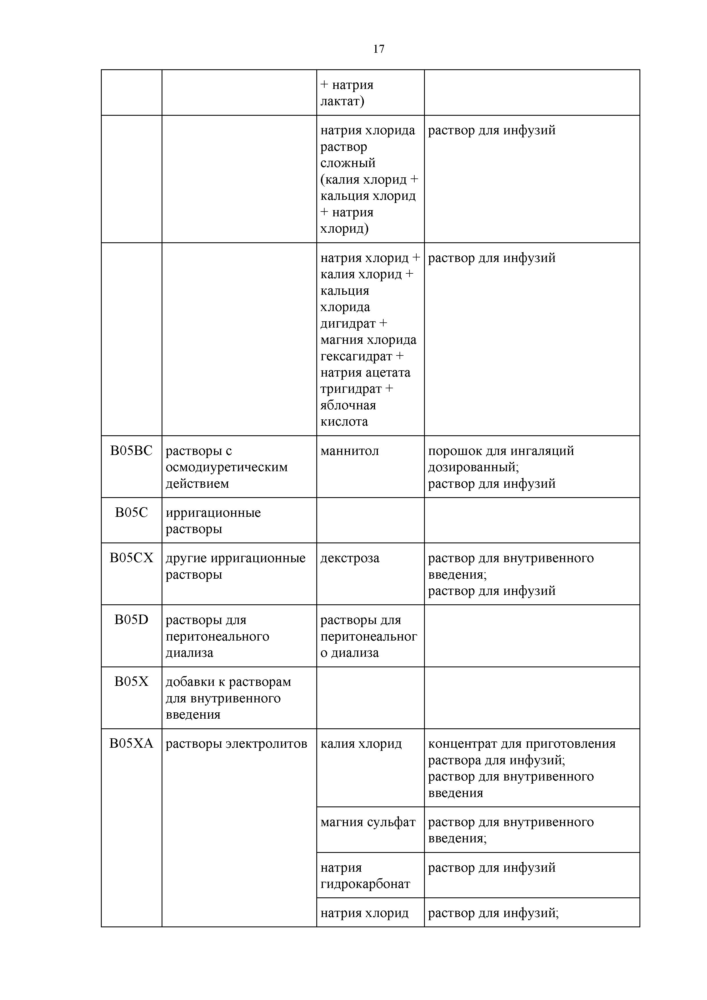 17
+ натрия
лактат)
натрия хлорида
раствор
сложный
(калия хлорид +
кальция хлорид
+ натрия
хлорид)
раствор для инфузий
натрия хлорид +
калия хлорид +
кальция
хлорида
дигидрат +
магния хлорида
гексагидрат +
натрия ацетата
тригидрат +
яблочная
кислота
раствор для инфузий
B05BC
растворы с
осмодиуретическим
действием
маннитол
порошок для ингаляций
дозированный;
раствор для инфузий
B05C
ирригационные
растворы
B05CX
другие ирригационные
растворы
декстроза
раствор для внутривенного
введения;
раствор для инфузий
B05D
растворы для
перитонеального
диализа
растворы для
перитонеальног
о диализа
B05X
добавки к растворам
для внутривенного
введения
B05XA
растворы электролитов
калия хлорид
концентрат для приготовления
раствора для инфузий;
раствор для внутривенного
введения
магния сульфат
раствор для внутривенного
введения;
натрия
гидрокарбонат
раствор для инфузий
натрия хлорид
раствор для инфузий;